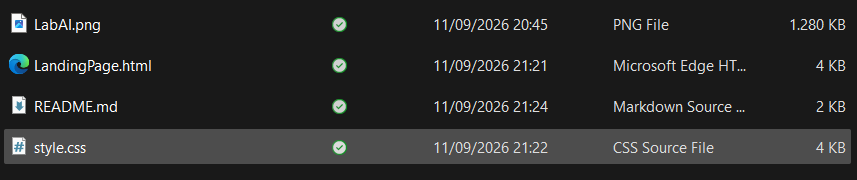 LabAI.png 11/09/2026 20:45 PNG File 1.280 KB
LandingPage.html 11/09/2026 21:21 Microsoft Edge HT... 4 KB
README.md 11/09/2026 21:24 Markdown Source ... 2 KB
style.css 11/09/2026 21:22 CSS Source File 4 KB